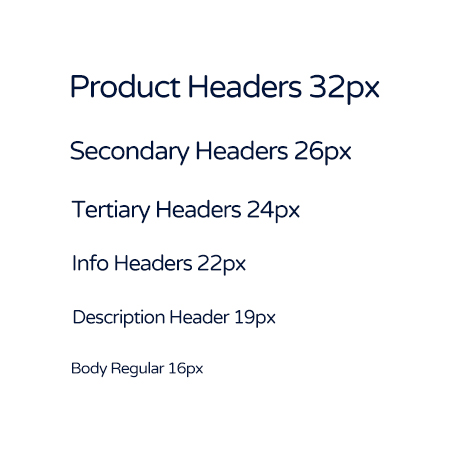 Product Headers 32px
Secondary Headers 26px
Tertiary Headers 24px
Info Headers 22px
Description Header 19px
Body Regular 16px